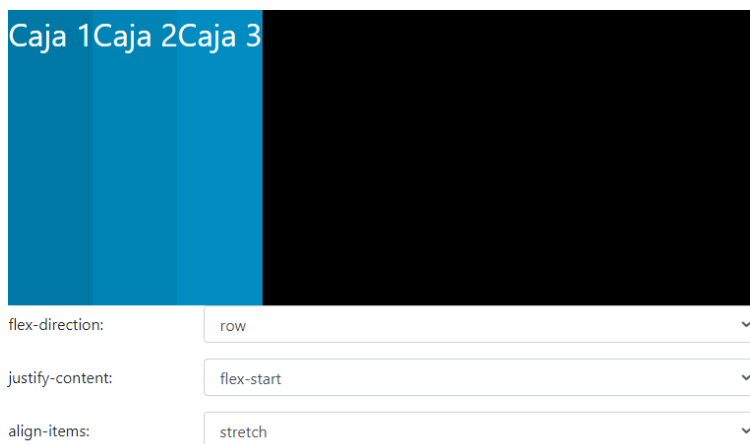 Caja 1Caja 2Caja 3
flex-direction: row
justify-content: flex-start
align-items: stretch